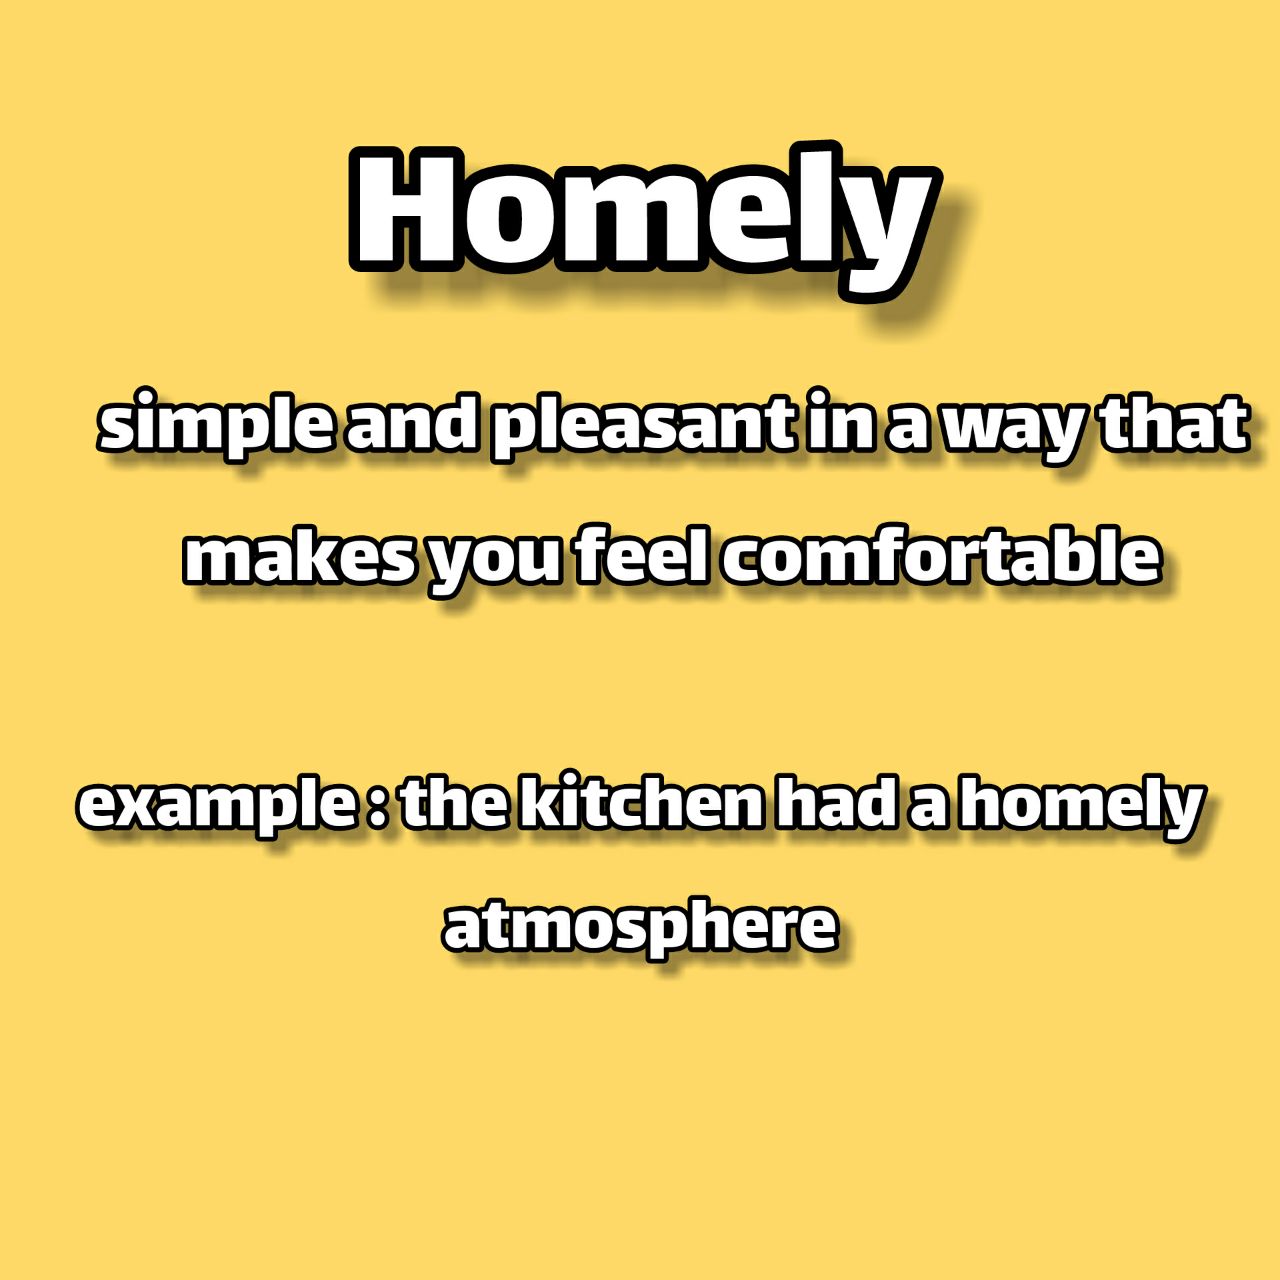 Homely
simple and pleasant in a way that
makes you feel comfortable
example : the kitchen had a homely
atmosphere